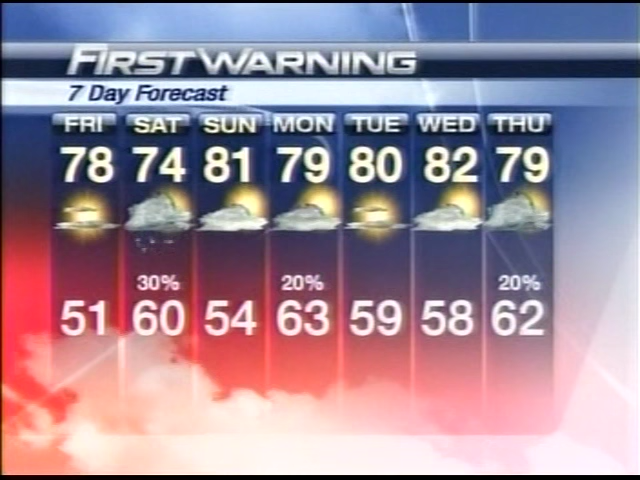 FIRST WARNING
7 Day Forecast
FRI SAT SUN MON TUE WED THU
78 74 81 79 80 82 79
30% 20% 20%
51 60 54 63 59 58 62